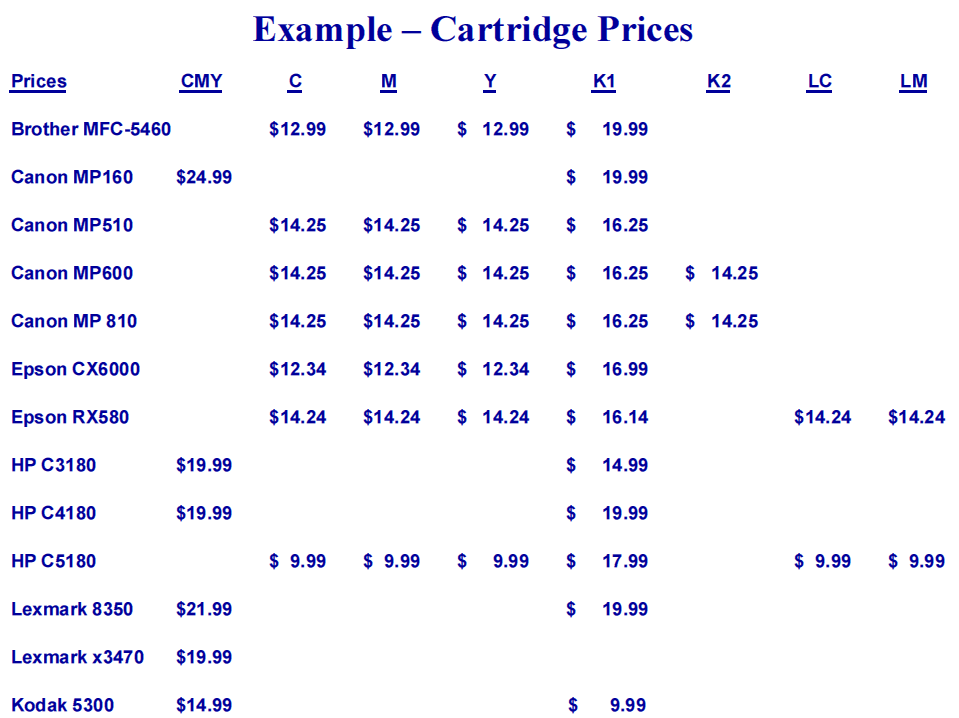 Example – Cartridge Prices
Prices CMY C M Y K1 K2 LC LM
Brother MFC-5460 $12.99 $12.99 $ 12.99 $ 19.99
Canon MP160 $24.99 $ 19.99
Canon MP510 $14.25 $14.25 $ 14.25 $ 16.25
Canon MP600 $14.25 $14.25 $ 14.25 $ 16.25 $ 14.25
Canon MP 810 $14.25 $14.25 $ 14.25 $ 16.25 $ 14.25
Epson CX6000 $12.34 $12.34 $ 12.34 $ 16.99
Epson RX580 $14.24 $14.24 $ 14.24 $ 16.14 $14.24 $14.24
HP C3180 $19.99 $ 14.99
HP C4180 $19.99 $ 19.99
HP C5180 $ 9.99 $ 9.99 $ 9.99 $ 17.99 $ 9.99 $ 9.99
Lexmark 8350 $21.99 $ 19.99
Lexmark x3470 $19.99
Kodak 5300 $14.99 $ 9.99